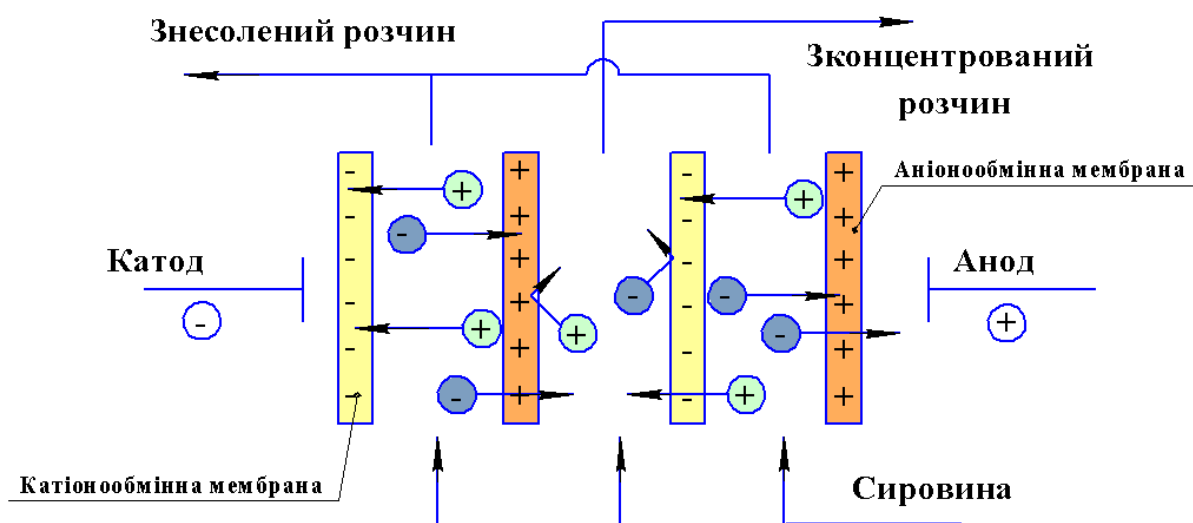 Знесолений розчин
Зконцентрований
розчин
Аніонообмінна мембрана
Катод
Анод
Катіонообмінна мембрана
Сировина